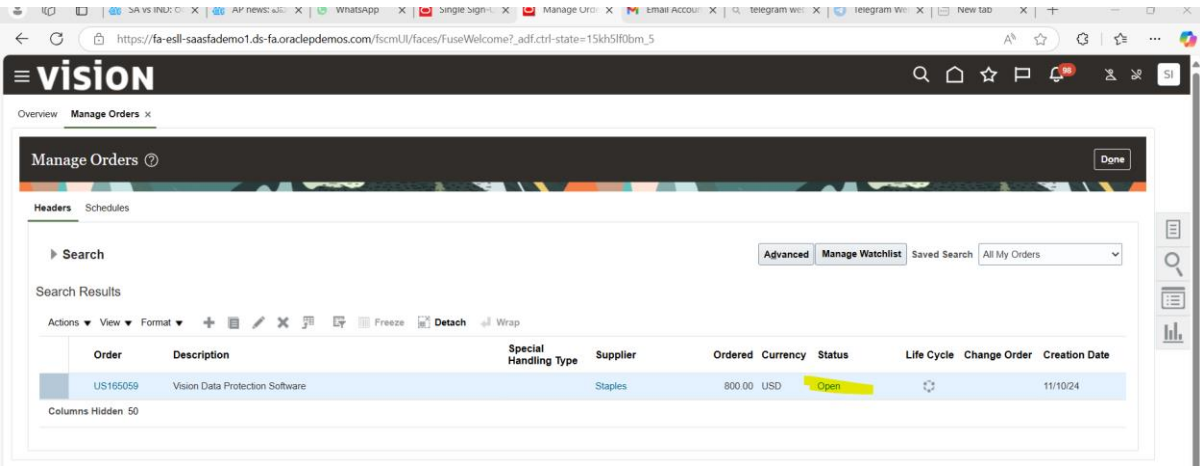 SA vs IND: C
AP news:
WhatsApp
Single Sign-
Manage Ord
Email Accou
telegram we
Telegram We
New tab
https://fa-esll-saasfademo1.ds-fa.oraclepdemos.com/fscmUI/faces/FuseWelcome?_adf.ctrl-state=15kh5lf0bm_5
VISION
98
SI
Overview Manage Orders
Manage Orders
Done
Headers Schedules
Search
Advanced Manage Watchlist Saved Search All My Orders
Search Results
Actions View Format Freeze Detach Wrap
Order Description Special Handling Type Supplier Ordered Currency Status Life Cycle Change Order Creation Date
US165059 Vision Data Protection Software Staples 800.00 USD Open 11/10/24
Columns Hidden 50